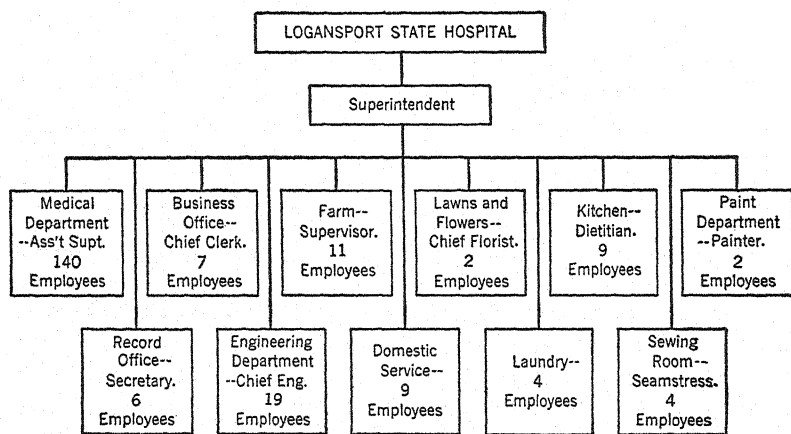 LOGANSPORT STATE HOSPITAL
Superintendent
Medical
Department
--Ass't Supt.
140
Employees
Business
Office--
Chief Clerk.
7
Employees
Farm--
Supervisor.
11
Employees
Lawns and
Flowers--
Chief Florist.
2
Employees
Kitchen--
Dietitian.
9
Employees
Paint
Department
--Painter.
2
Employees
Record
Office--
Secretary.
6
Employees
Engineering
Department
--Chief Eng.
19
Employees
Domestic
Service--
9
Employees
Laundry--
4
Employees
Sewing
Room--
Seamstress.
4
Employees